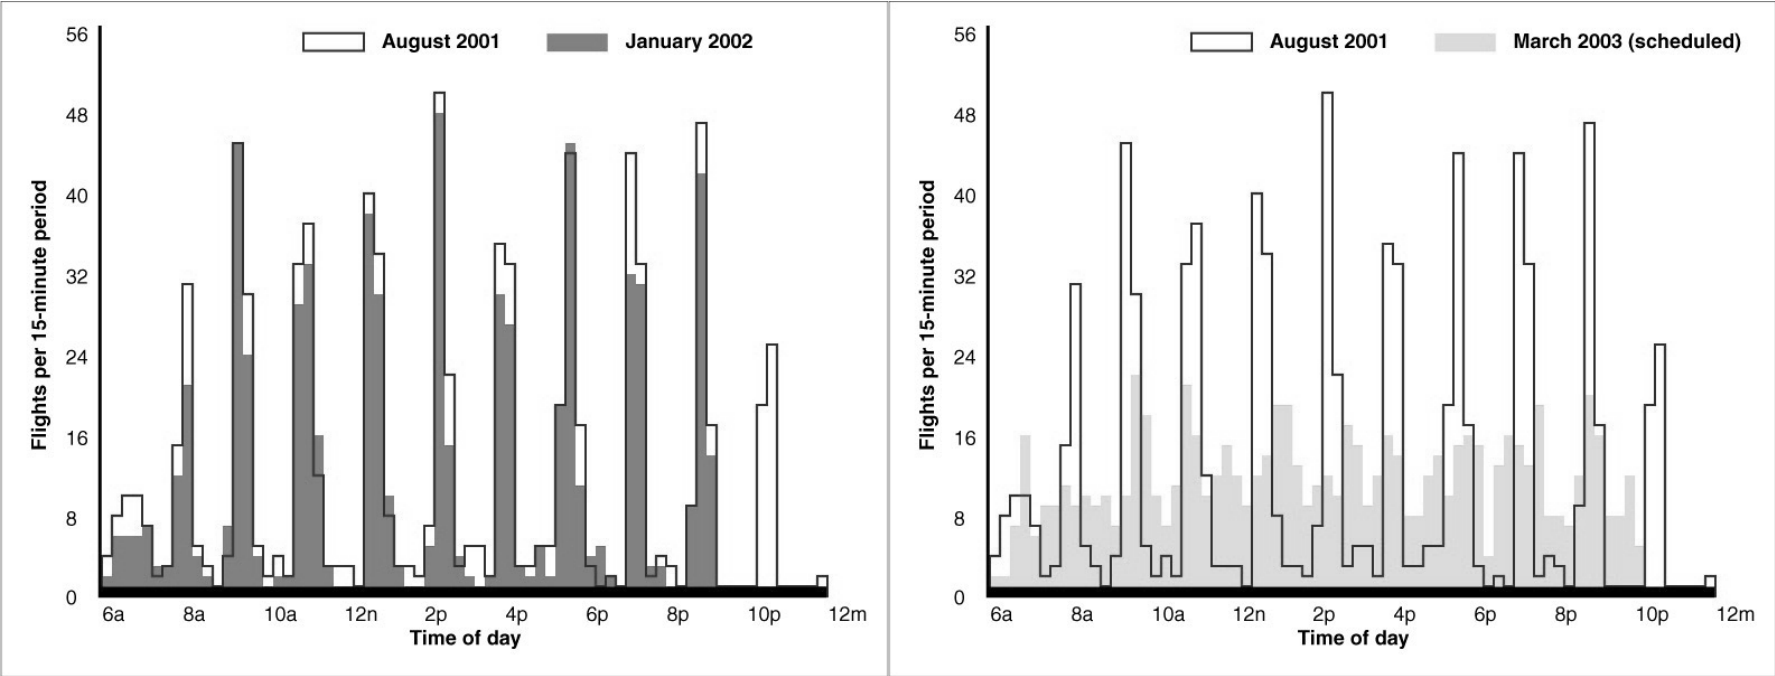 56
August 2001
January 2002
48
40
32
24
16
8
0
Flights per 15-minute period
6a 8a 10a 12n 2p 4p 6p 8p 10p 12m
Time of day
56
August 2001
March 2003 (scheduled)
48
40
32
24
16
8
0
Flights per 15-minute period
6a 8a 10a 12n 2p 4p 6p 8p 10p 12m
Time of day